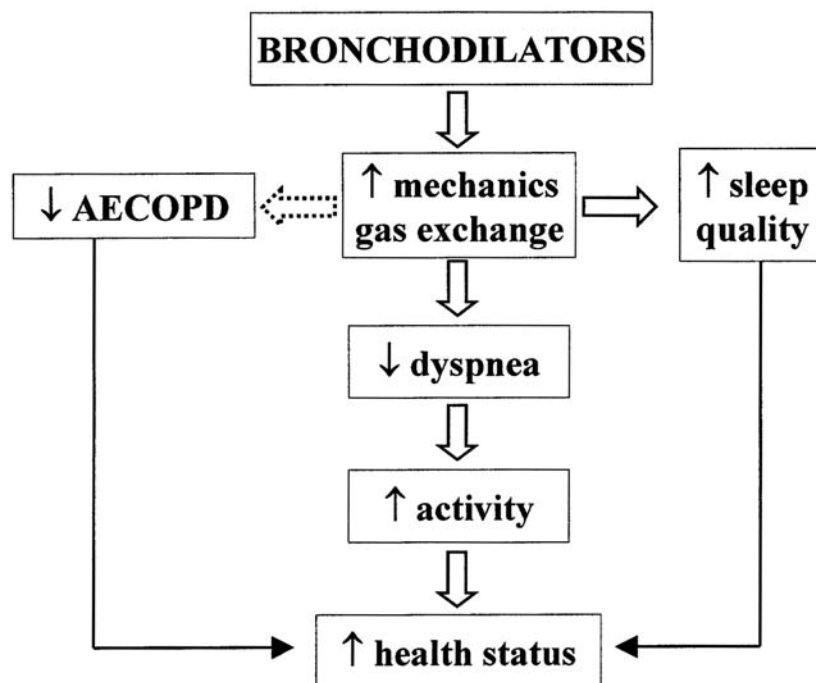 BRONCHODILATORS
↓ AECOPD
↑ mechanics
gas exchange
↑ sleep
quality
↓ dyspnea
↑ activity
↑ health status